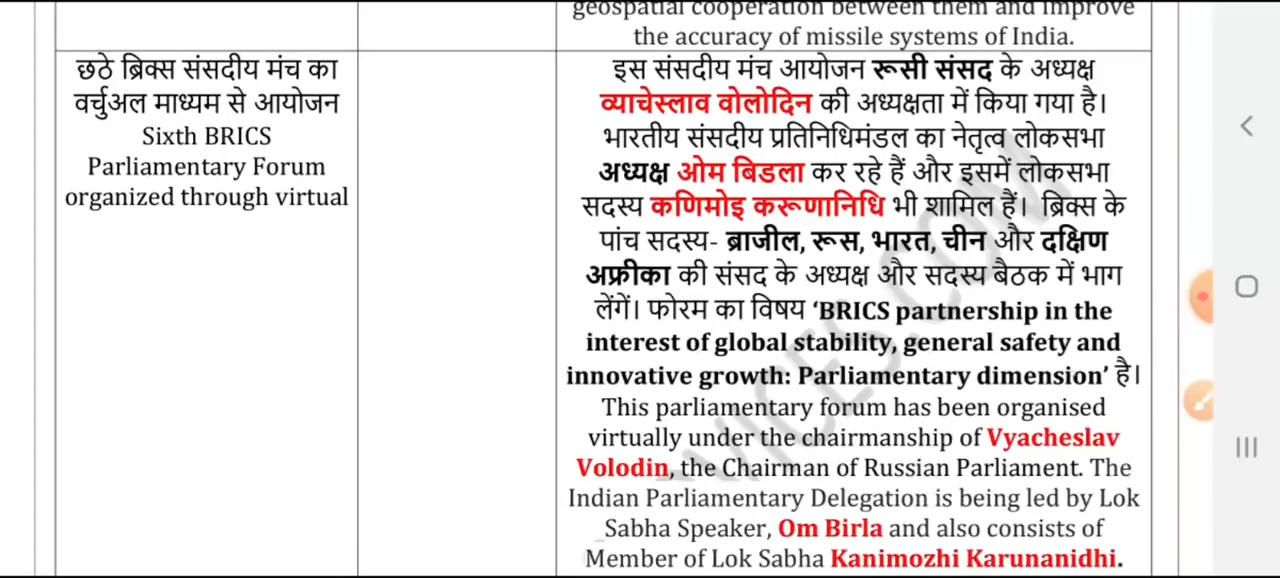 geospatial cooperation between them and improve
the accuracy of missile systems of India.
छठे ब्रिक्स संसदीय मंच का
वर्चुअल माध्यम से आयोजन
Sixth BRICS
Parliamentary Forum
organized through virtual
इस संसदीय मंच आयोजन रूसी संसद के अध्यक्ष
व्याचेस्लाव वोलोदिन की अध्यक्षता में किया गया है।
भारतीय संसदीय प्रतिनिधिमंडल का नेतृत्व लोकसभा
अध्यक्ष ओम बिडला कर रहे हैं और इसमें लोकसभा
सदस्य कणिमोइ करूणानिधि भी शामिल हैं। ब्रिक्स के
पांच सदस्य- ब्राजील, रूस, भारत, चीन और दक्षिण
अफ्रीका की संसद के अध्यक्ष और सदस्य बैठक में भाग
लेंगें। फोरम का विषय ‘BRICS partnership in the
interest of global stability, general safety and
innovative growth: Parliamentary dimension’ है।
This parliamentary forum has been organised
virtually under the chairmanship of Vyacheslav
Volodin, the Chairman of Russian Parliament. The
Indian Parliamentary Delegation is being led by Lok
Sabha Speaker, Om Birla and also consists of
Member of Lok Sabha Kanimozhi Karunanidhi.